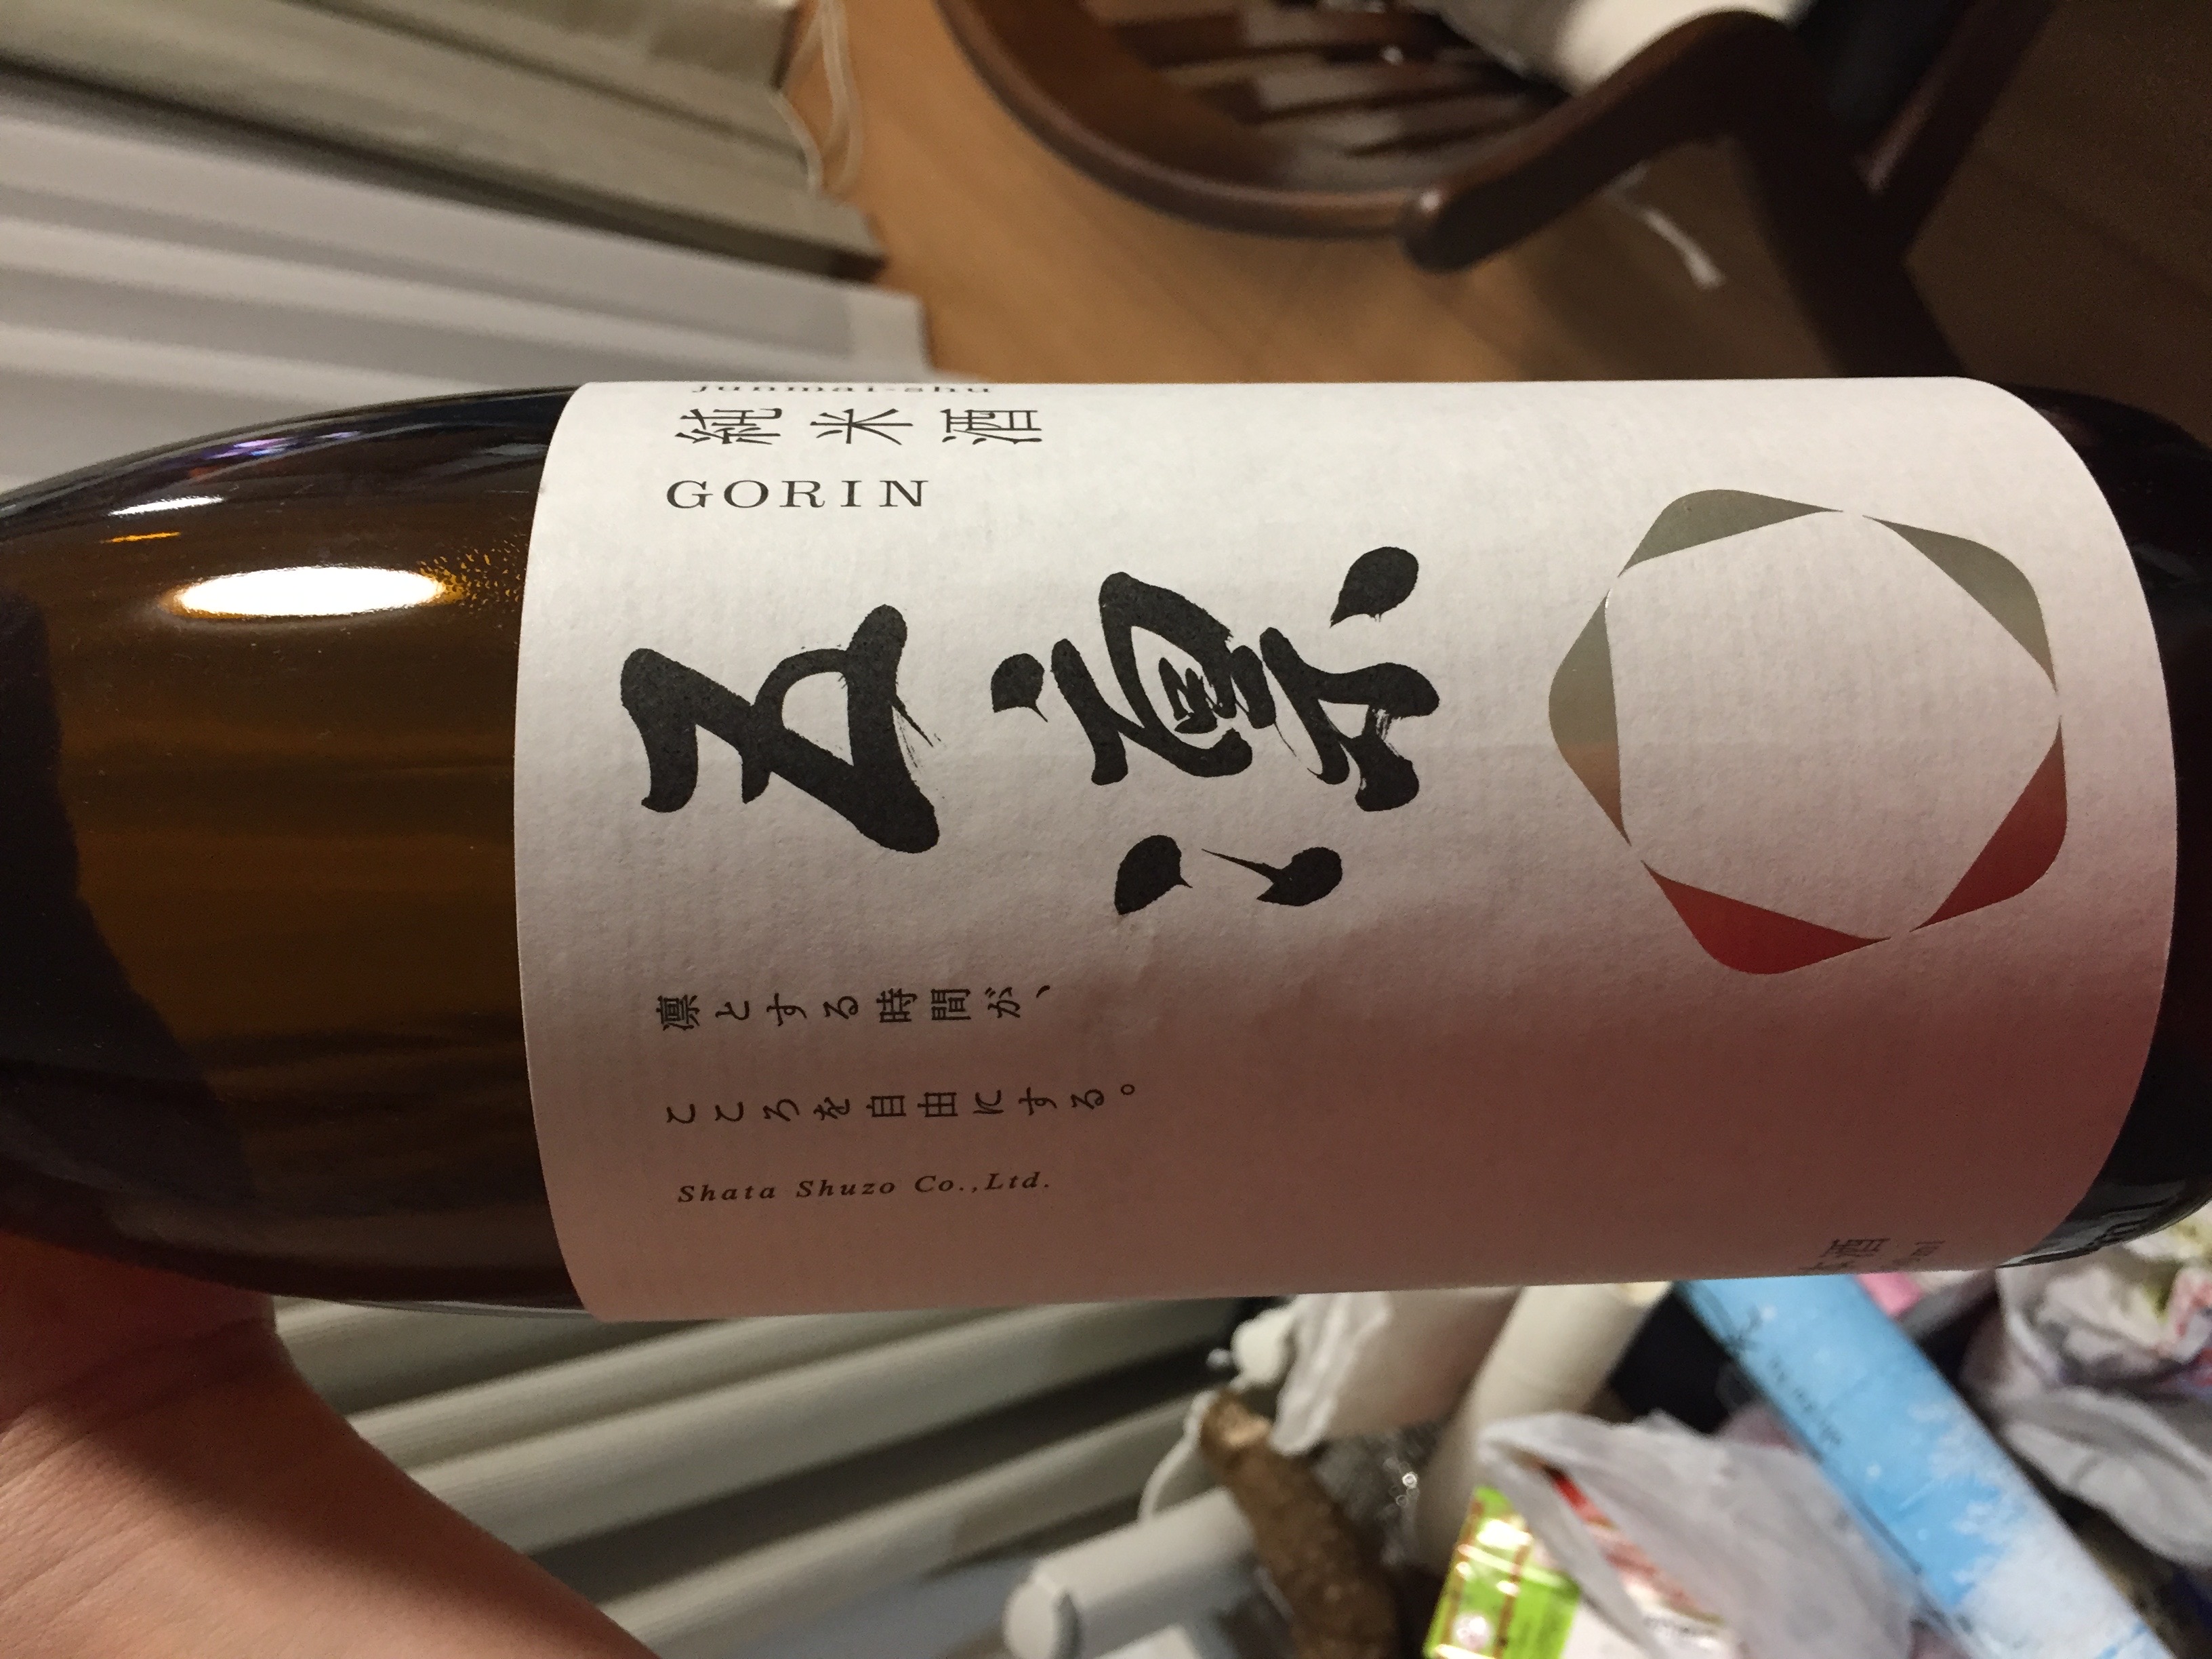 junmai-shu
純米酒
GORIN
五凛
凛とする時間が、
こころを自由にする。
Shata Shuzo Co.,Ltd.